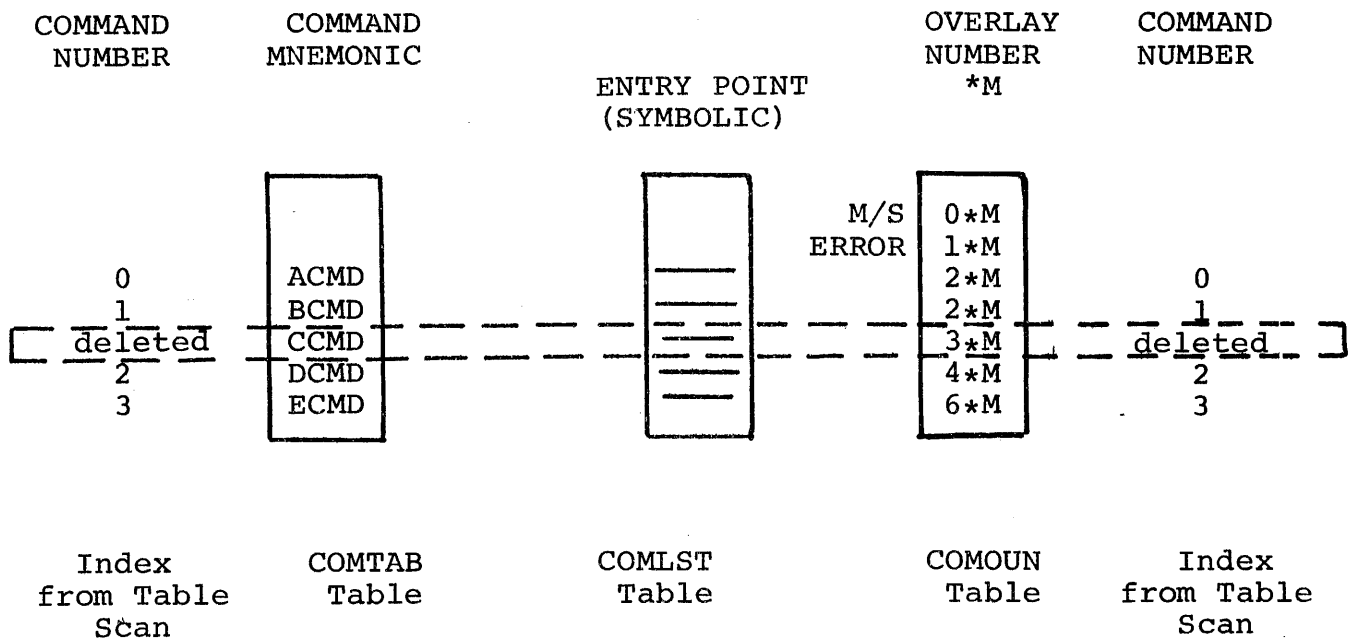 COMMAND COMMAND OVERLAY COMMAND
NUMBER MNEMONIC NUMBER NUMBER
ENTRY POINT *M
(SYMBOLIC)
M/S 0*M
ERROR 1*M
0 ACMD 2*M 0
1 BCMD 2*M 1
deleted CCMD 3*M deleted
2 DCMD 4*M 2
3 ECMD 6*M 3
Index COMTAB COMLST COMOUN Index
from Table Table Table Table from Table
Scan Scan